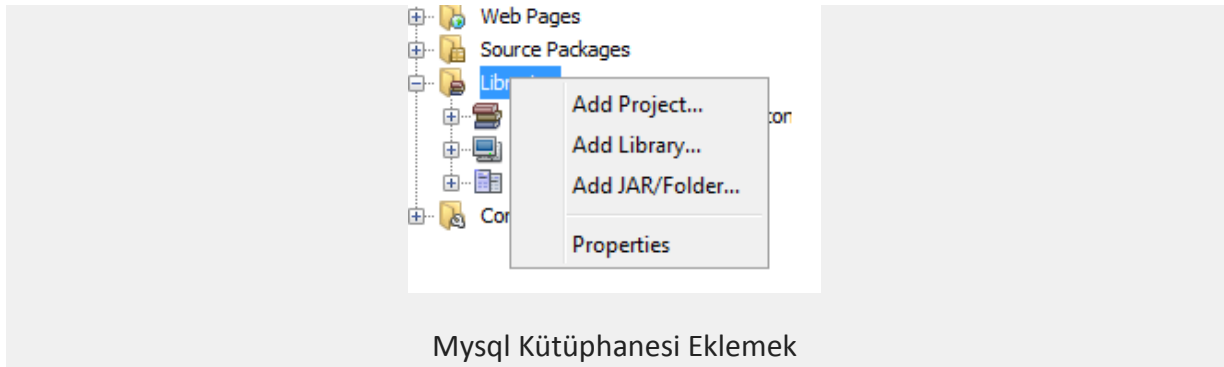 Web Pages
Source Packages
Add Project...
Add Library...
Add JAR/Folder...
Properties
Mysql Kütüphanesi Eklemek